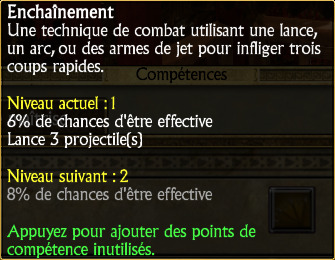 Enchaînement
Une technique de combat utilisant une lance,
un arc, ou des armes de jet pour infliger trois
coups rapides.
Compétences
Niveau actuel : 1
6% de chances d'être effective
Lance 3 projectile(s)
Niveau suivant : 2
8% de chances d'être effective
Appuyez pour ajouter des points de
compétence inutilisés.